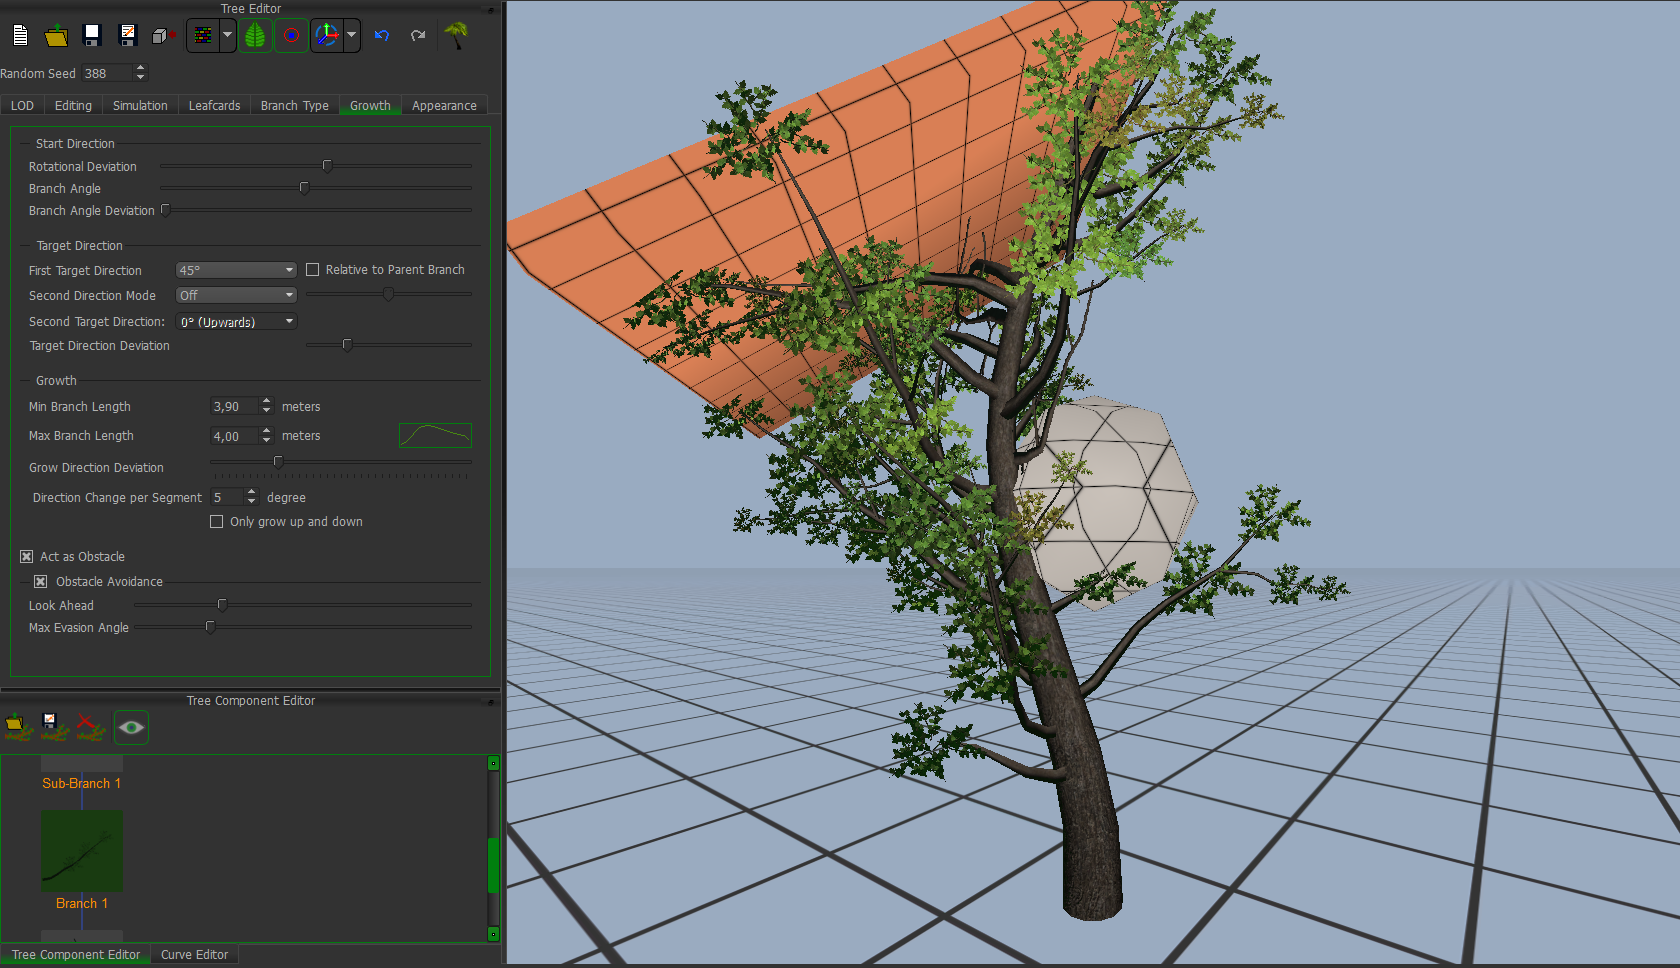 Tree Editor
Random Seed 388
LOD Editing Simulation Leafcards Branch Type Growth Appearance
Start Direction
Rotational Deviation
Branch Angle
Branch Angle Deviation
Target Direction
First Target Direction 45° Relative to Parent Branch
Second Direction Mode Off
Second Target Direction: 0° (Upwards)
Target Direction Deviation
Growth
Min Branch Length 3,90 meters
Max Branch Length 4,00 meters
Grow Direction Deviation
Direction Change per Segment 5 degree
Only grow up and down
Act as Obstacle
Obstacle Avoidance
Look Ahead
Max Evasion Angle
Tree Component Editor
Sub-Branch 1
Branch 1
Tree Component Editor Curve Editor